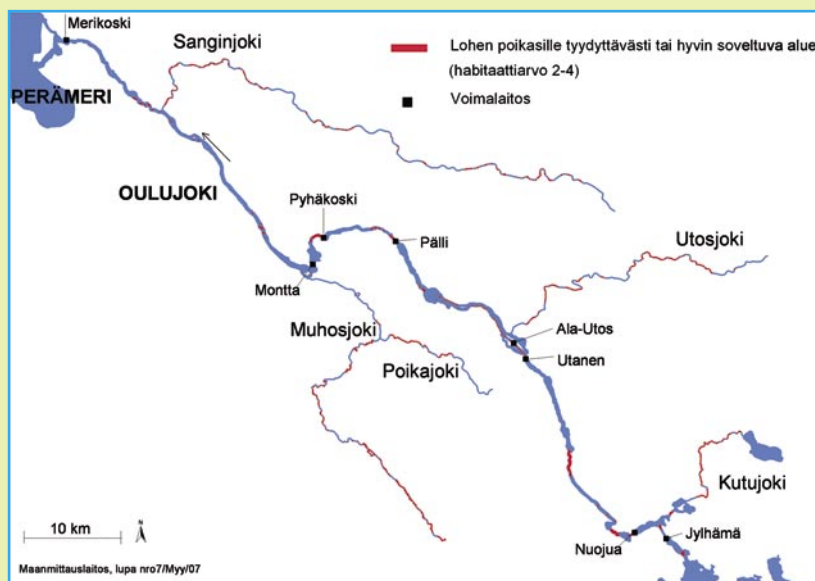 Merikoski
Sanginjoki
Lohen poikasille tyydyttävästi tai hyvin soveltuva alue
(habitaattiarvo 2-4)
PERÄMERI
Voimalaitos
OULUJOKI
Pyhäkoski
Pälli
Utosjoki
Montta
Muhosjoki
Ala-Utos
Poikajoki
Utanen
Kutujoki
10 km
N
Nuojua
Jylhämä
Maanmittauslaitos, lupa nro7/Myy/07